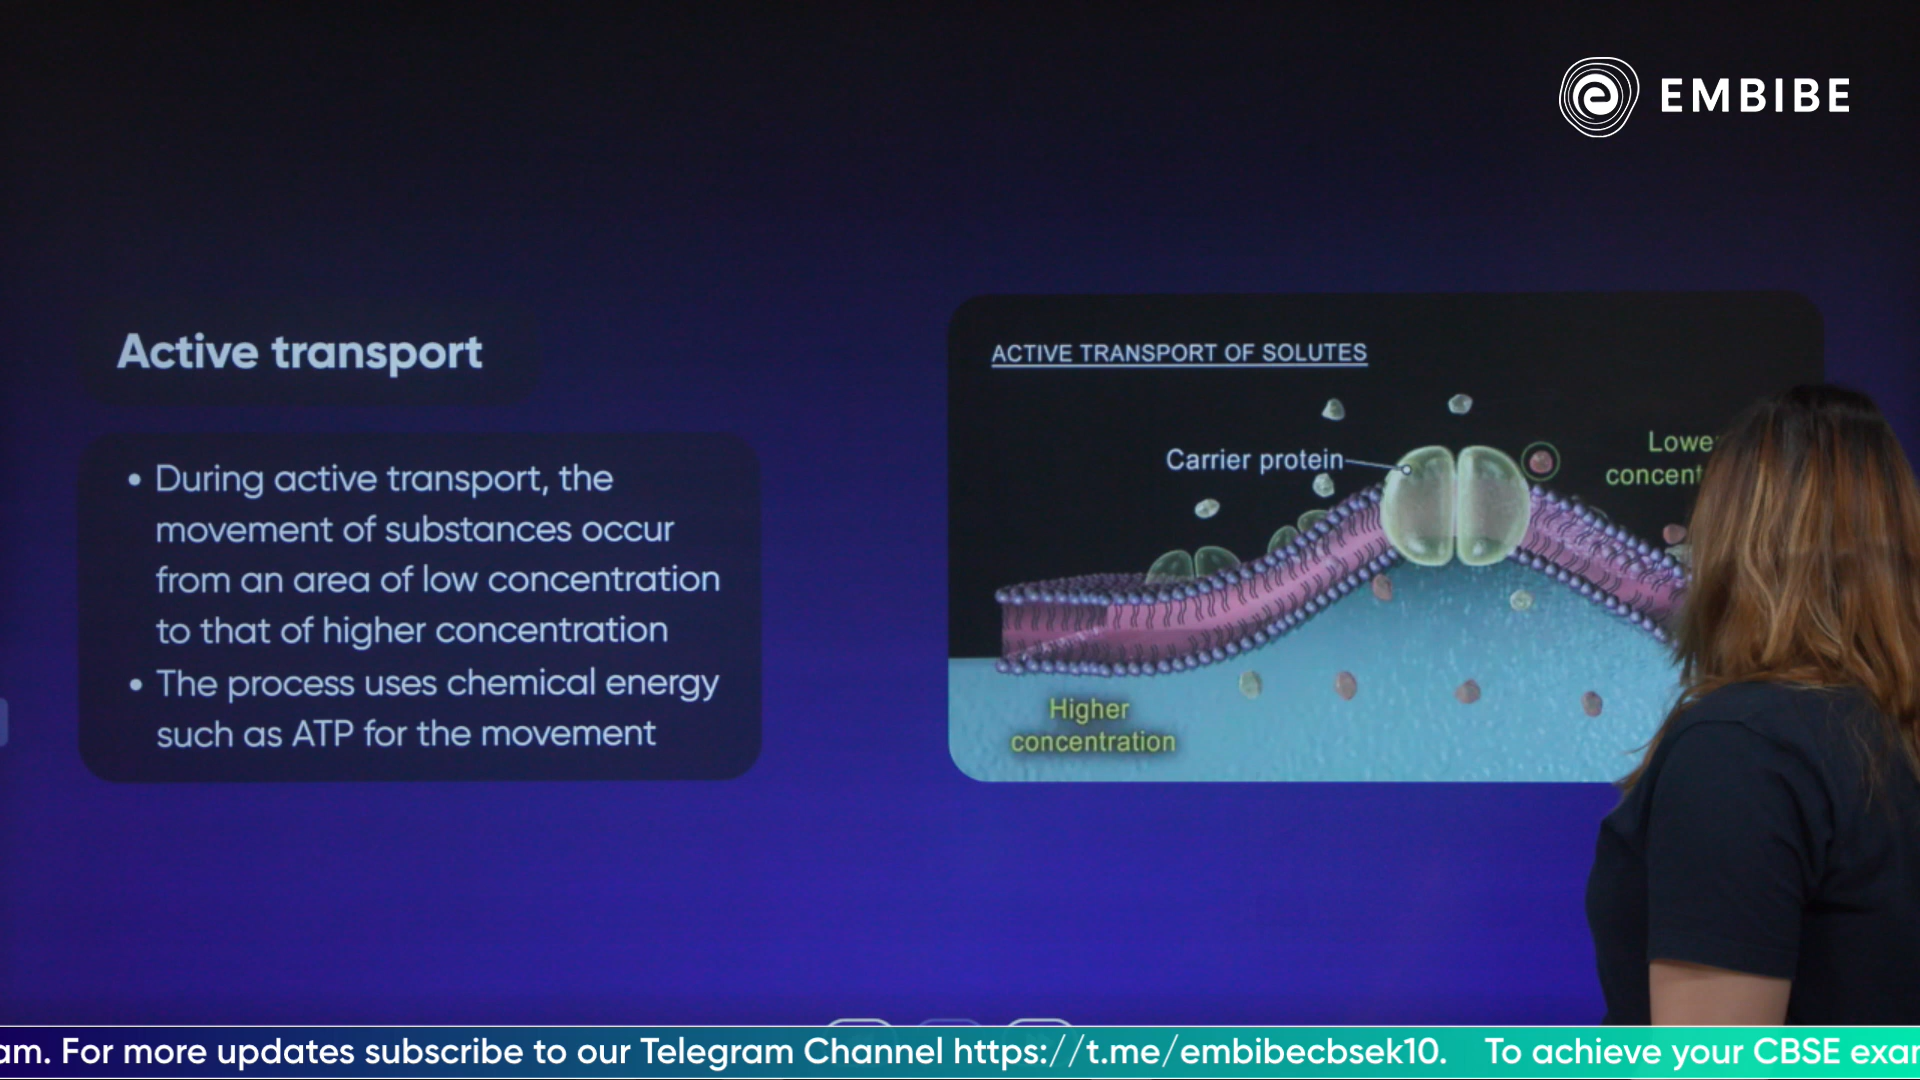 EMBIBE
Active transport
• During active transport, the
movement of substances occur
from an area of low concentration
to that of higher concentration
• The process uses chemical energy
such as ATP for the movement
ACTIVE TRANSPORT OF SOLUTES
Carrier protein
Higher
concentration
For more updates subscribe to our Telegram Channel https://t.me/embibecbsek10. To achieve your CBSE